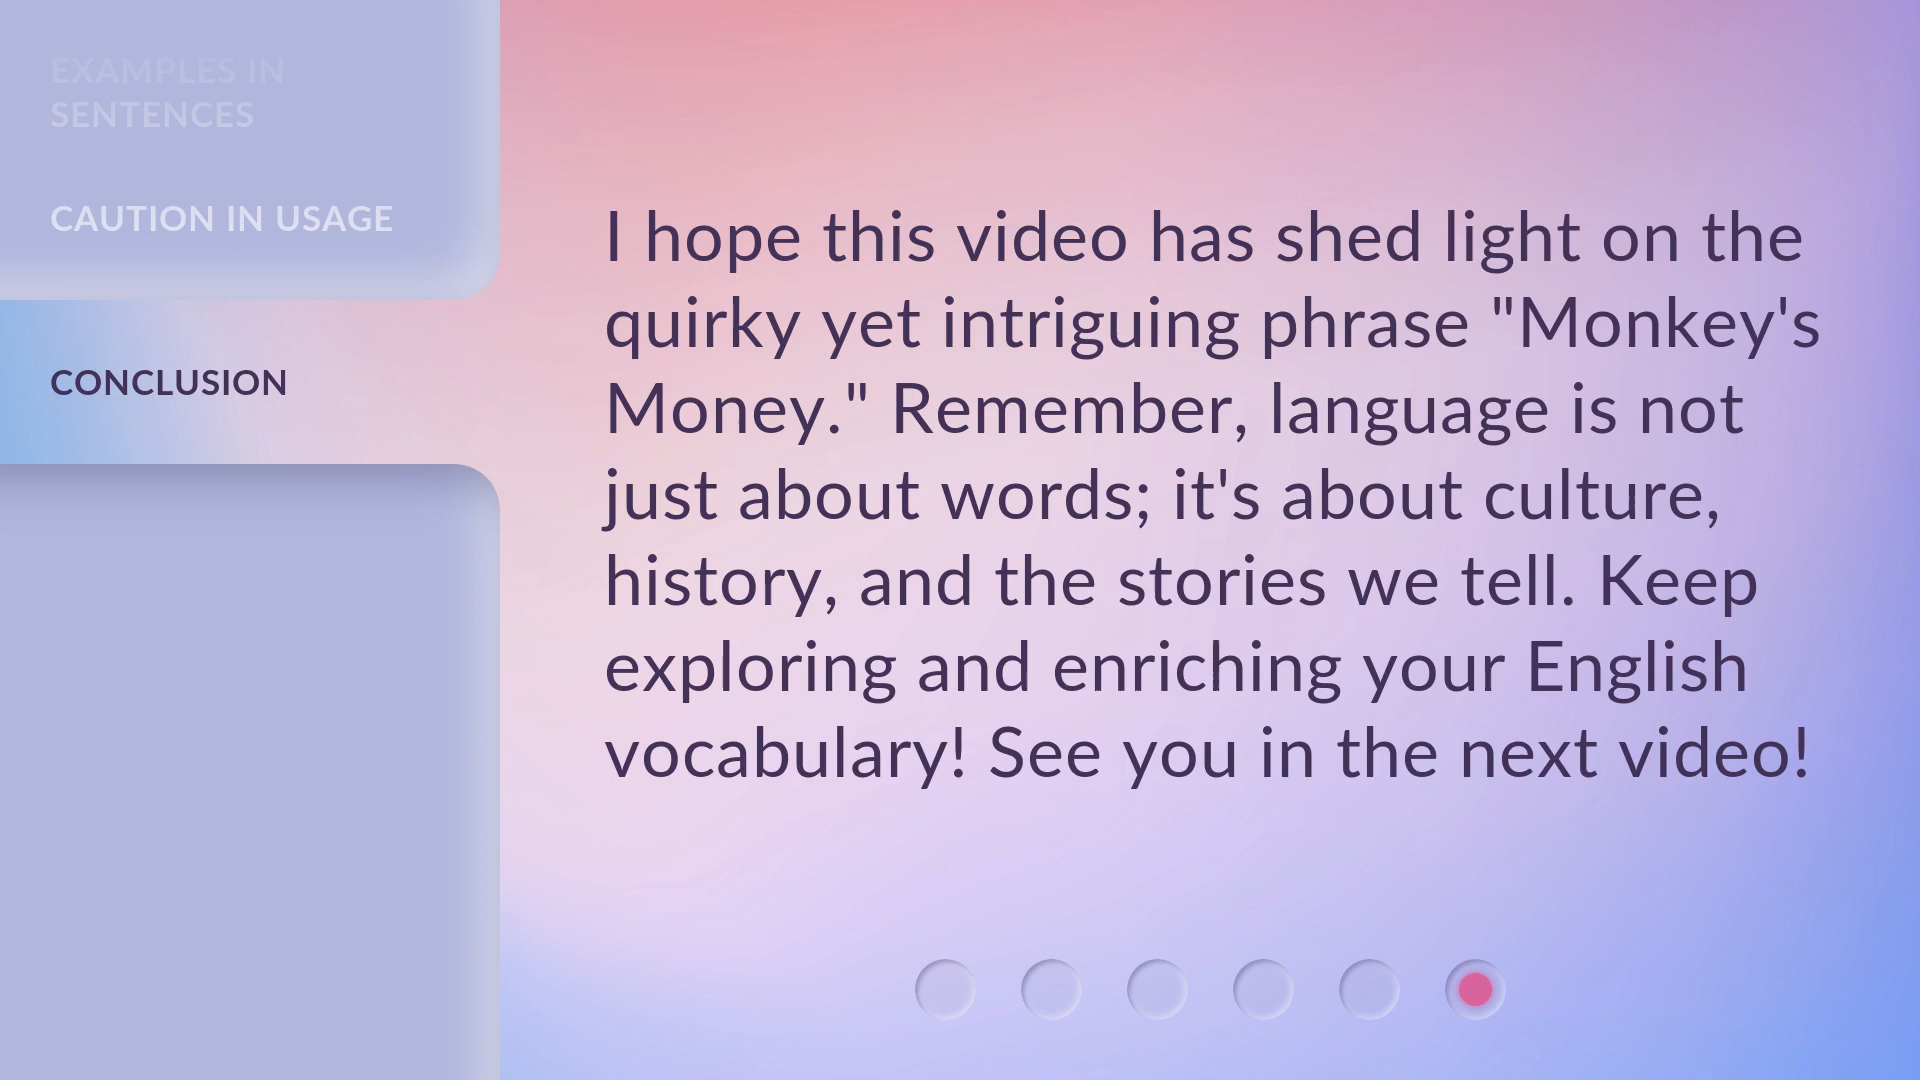 EXAMPLES IN
SENTENCES
CAUTION IN USAGE
CONCLUSION
I hope this video has shed light on the
quirky yet intriguing phrase "Monkey's
Money." Remember, language is not
just about words; it's about culture,
history, and the stories we tell. Keep
exploring and enriching your English
vocabulary! See you in the next video!